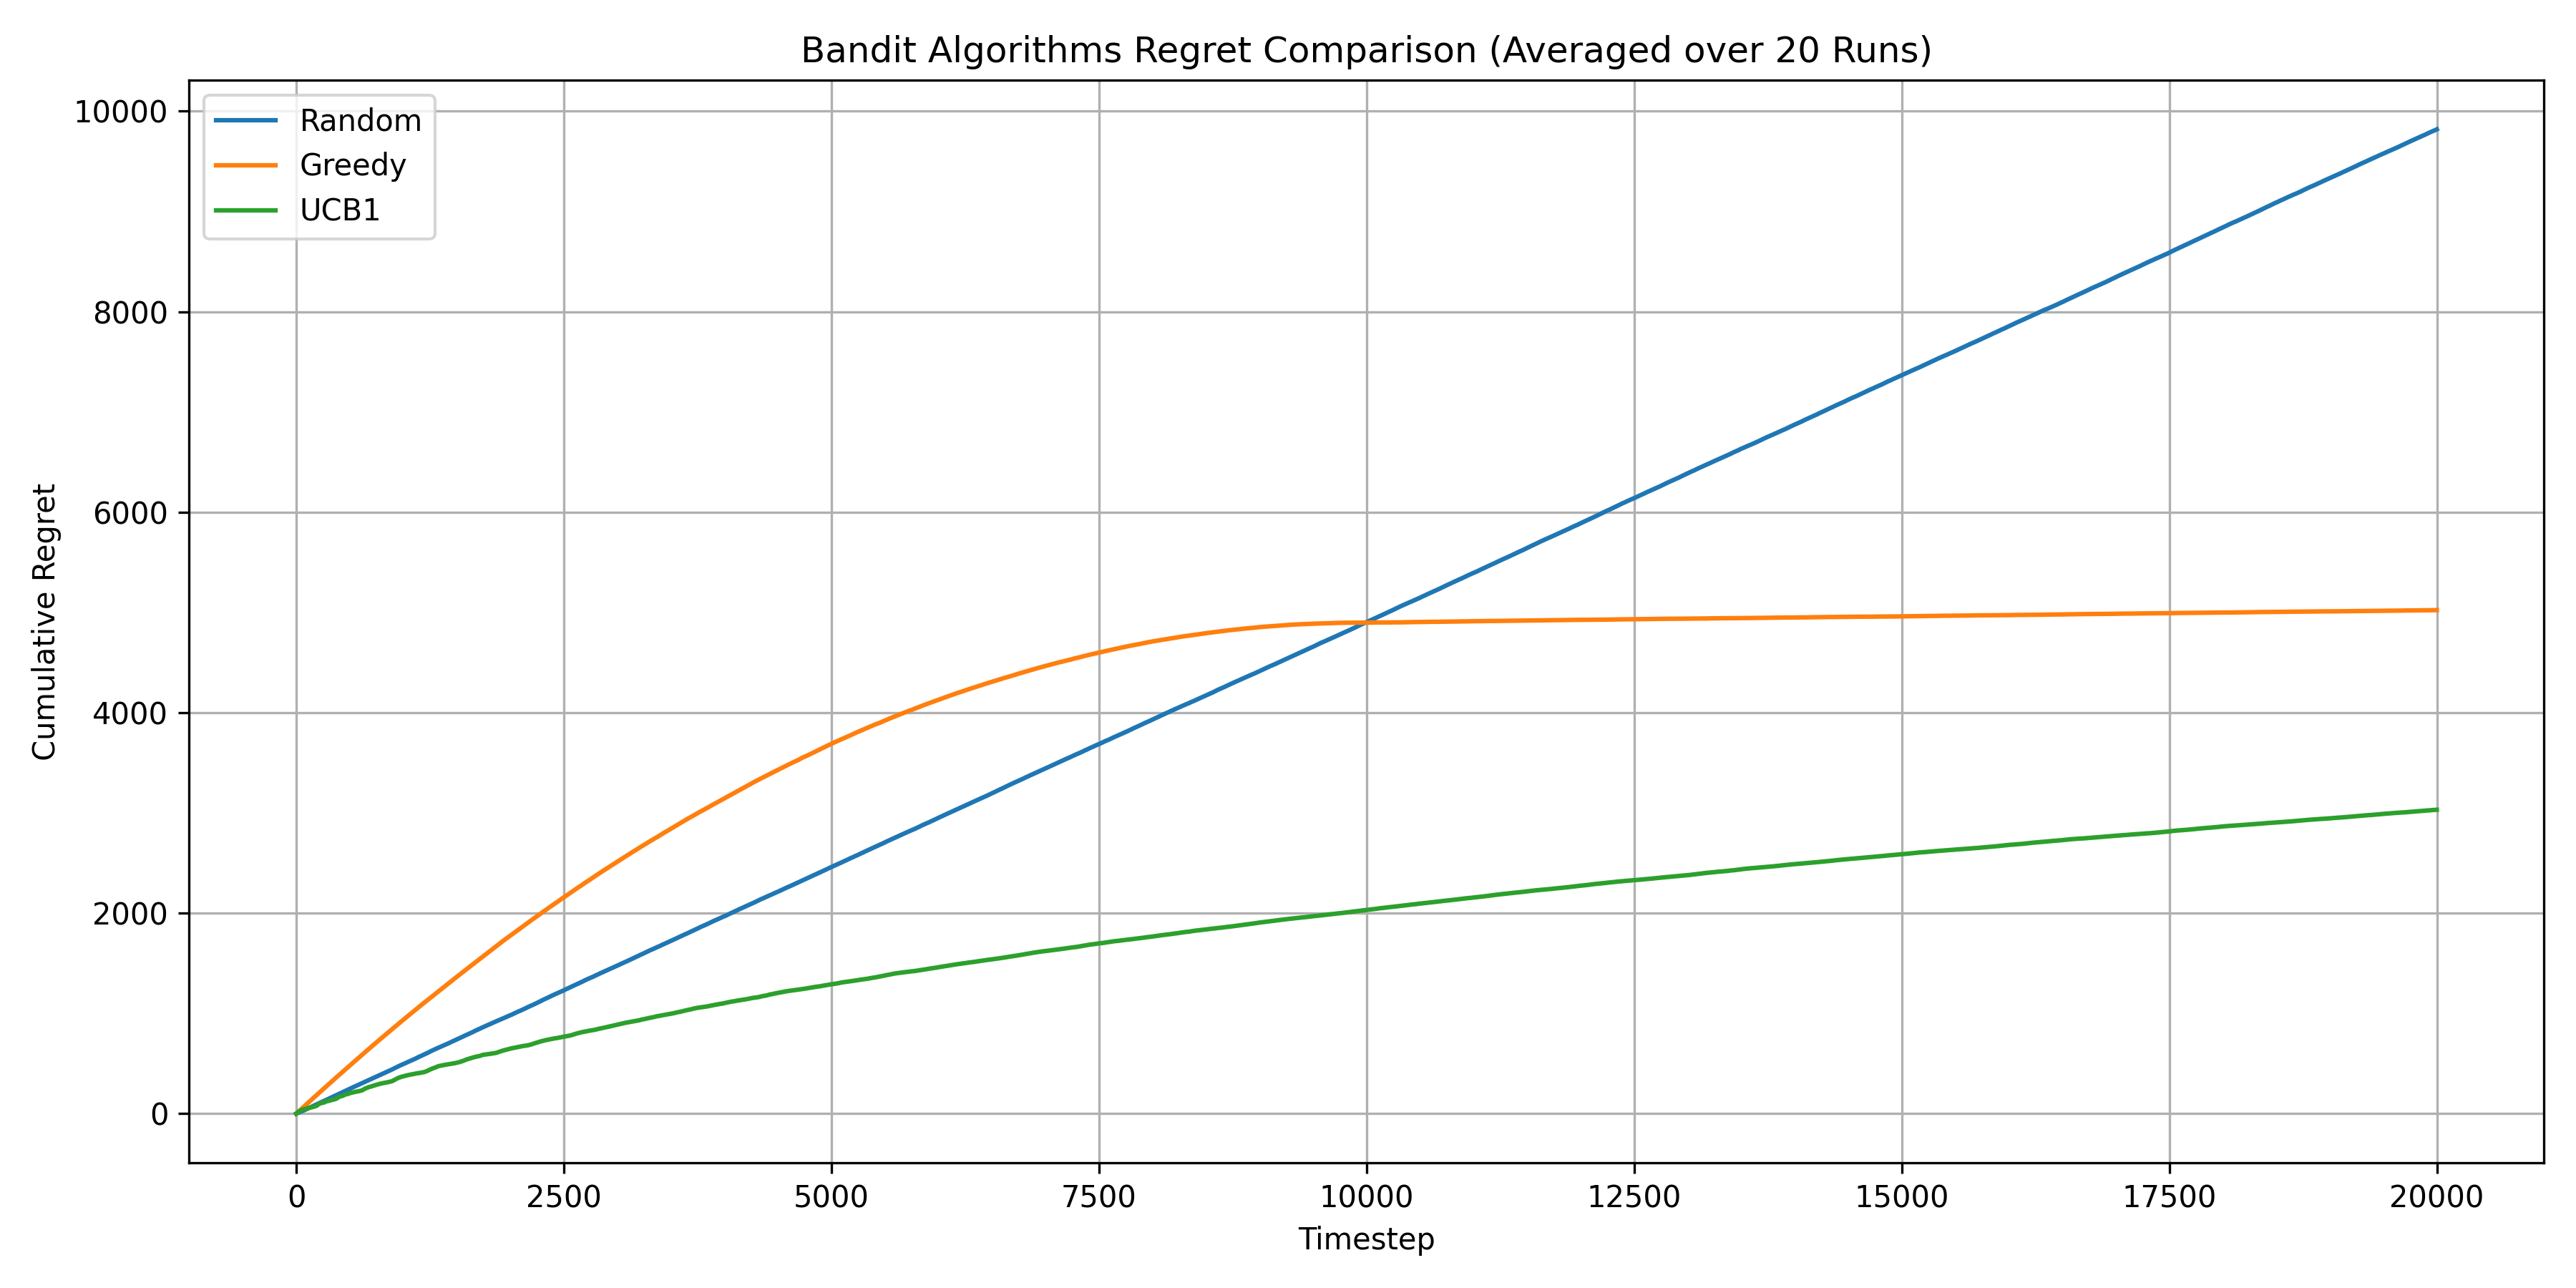 Bandit Algorithms Regret Comparison (Averaged over 20 Runs)
Random
Greedy
UCB1
10000
8000
6000
4000
2000
0
Cumulative Regret
0 2500 5000 7500 10000 12500 15000 17500 20000
Timestep